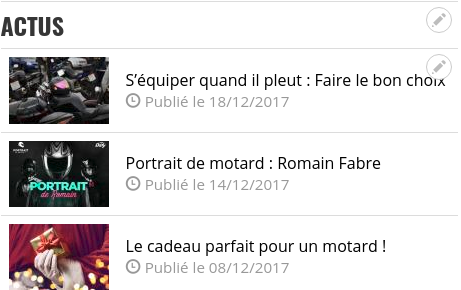 ACTUS
S'équiper quand il pleut : Faire le bon choix
Publié le 18/12/2017
Portrait de motard : Romain Fabre
Publié le 14/12/2017
PORTRAIT
de Romain
Le cadeau parfait pour un motard !
Publié le 08/12/2017